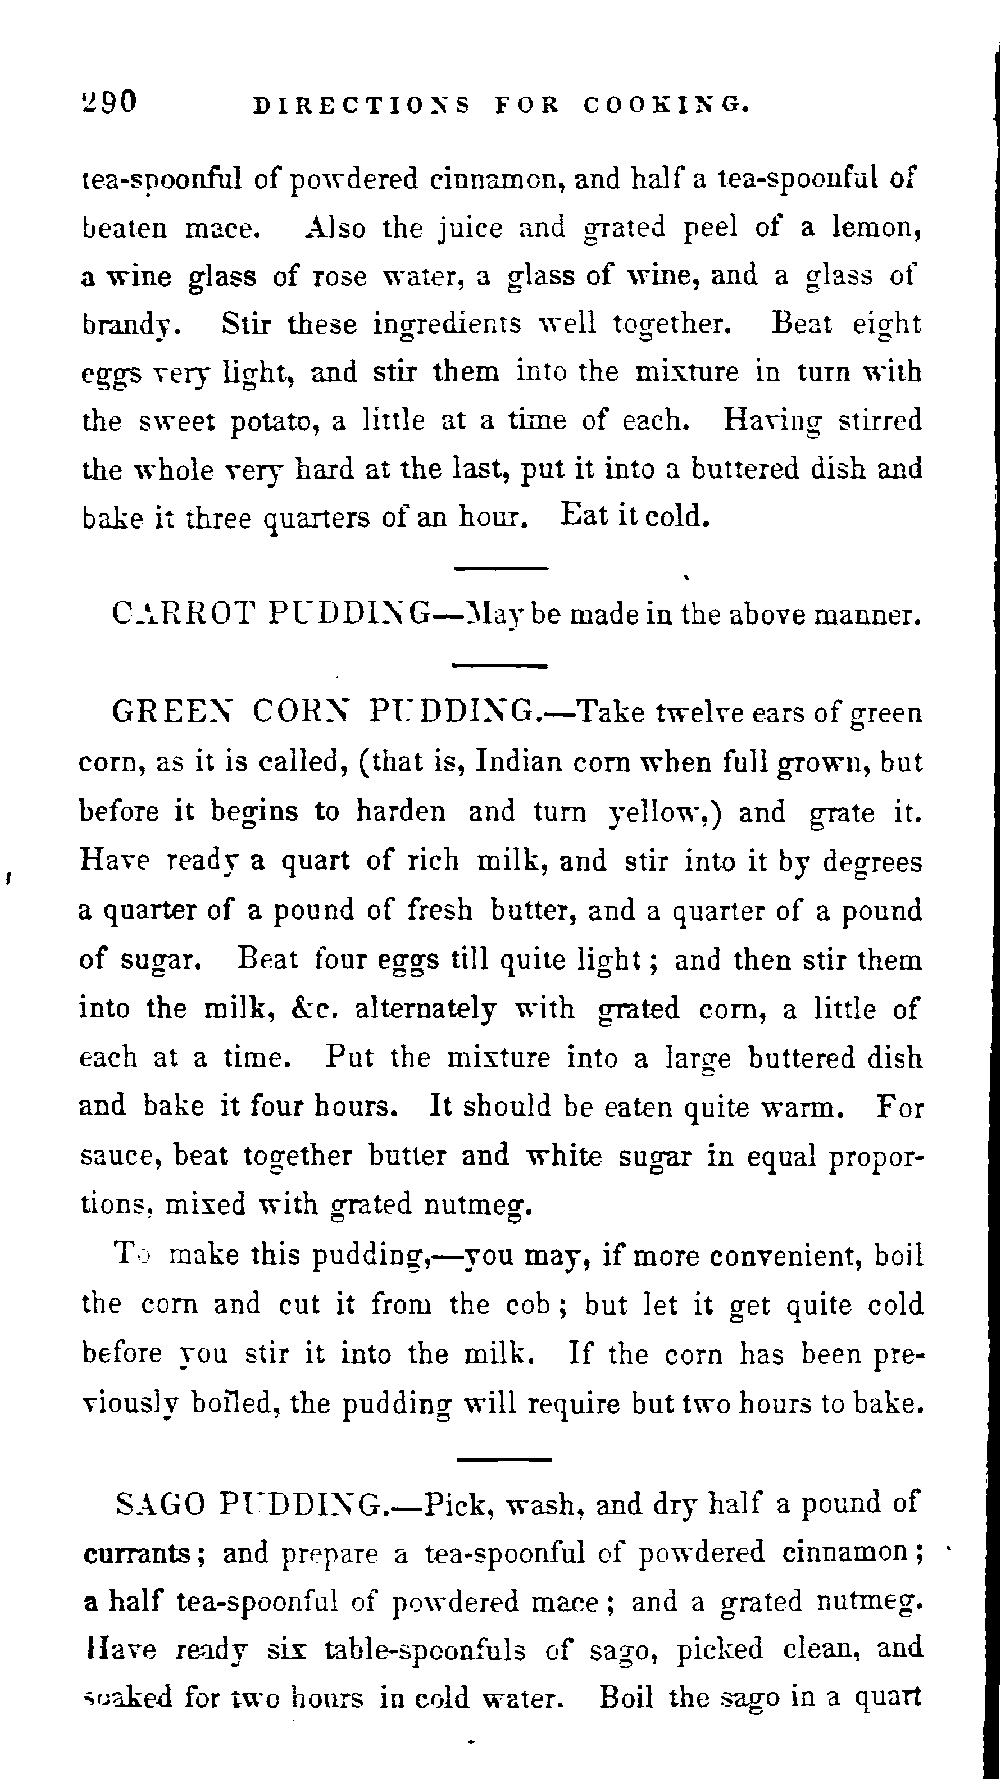 290 DIRECTIONS FOR COOKING.
tea-spoonful of powdered cinnamon, and half a tea-spoonful of
beaten mace. Also the juice and grated peel of a lemon,
a wine glass of rose water, a glass of wine, and a glass of
brandy. Stir these ingredients well together. Beat eight
eggs very light, and stir them into the mixture in turn with
the sweet potato, a little at a time of each. Having stirred
the whole very hard at the last, put it into a buttered dish and
bake it three quarters of an hour. Eat it cold.
CARROT PUDDING—May be made in the above manner.
GREEN CORN PUDDING.—Take twelve ears of green
corn, as it is called, (that is, Indian corn when full grown, but
before it begins to harden and turn yellow,) and grate it.
Have ready a quart of rich milk, and stir into it by degrees
a quarter of a pound of fresh butter, and a quarter of a pound
of sugar. Beat four eggs till quite light; and then stir them
into the milk, &c. alternately with grated corn, a little of
each at a time. Put the mixture into a large buttered dish
and bake it four hours. It should be eaten quite warm. For
sauce, beat together butter and white sugar in equal propor-
tions, mixed with grated nutmeg.
To make this pudding,—you may, if more convenient, boil
the corn and cut it from the cob; but let it get quite cold
before you stir it into the milk. If the corn has been pre-
viously boiled, the pudding will require but two hours to bake.
SAGO PUDDING.—Pick, wash, and dry half a pound of
currants; and prepare a tea-spoonful of powdered cinnamon;
a half tea-spoonful of powdered mace; and a grated nutmeg.
Have ready six table-spoonfuls of sago, picked clean, and
soaked for two hours in cold water. Boil the sago in a quart